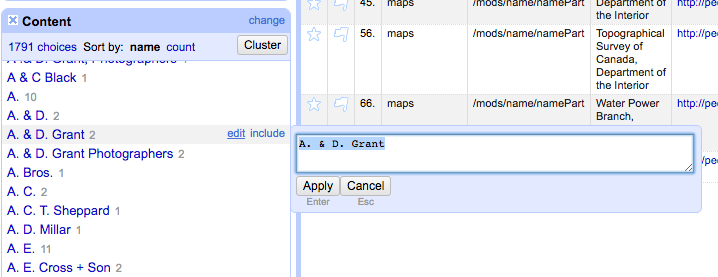 Content change
1791 choices Sort by: name count Cluster
A. & D. Grant, Photographers 1
A & C Black 1
A. 10
A. & D. 2
A. & D. Grant 2 edit include
A. & D. Grant Photographers 2
A. Bros. 1
A. C. 2
A. C. T. Sheppard 1
A. D. Millar 1
A. E. 11
A. E. Cross + Son 2
45. maps /mods/name/namePart Department of http://pe
the Interior
56. maps /mods/name/namePart Topographical http://pe
Survey of
Canada,
Department of
the Interior
66. maps /mods/name/namePart Water Power http://pe
Branch,
A. & D. Grant
Apply Cancel
Enter Esc
/pe